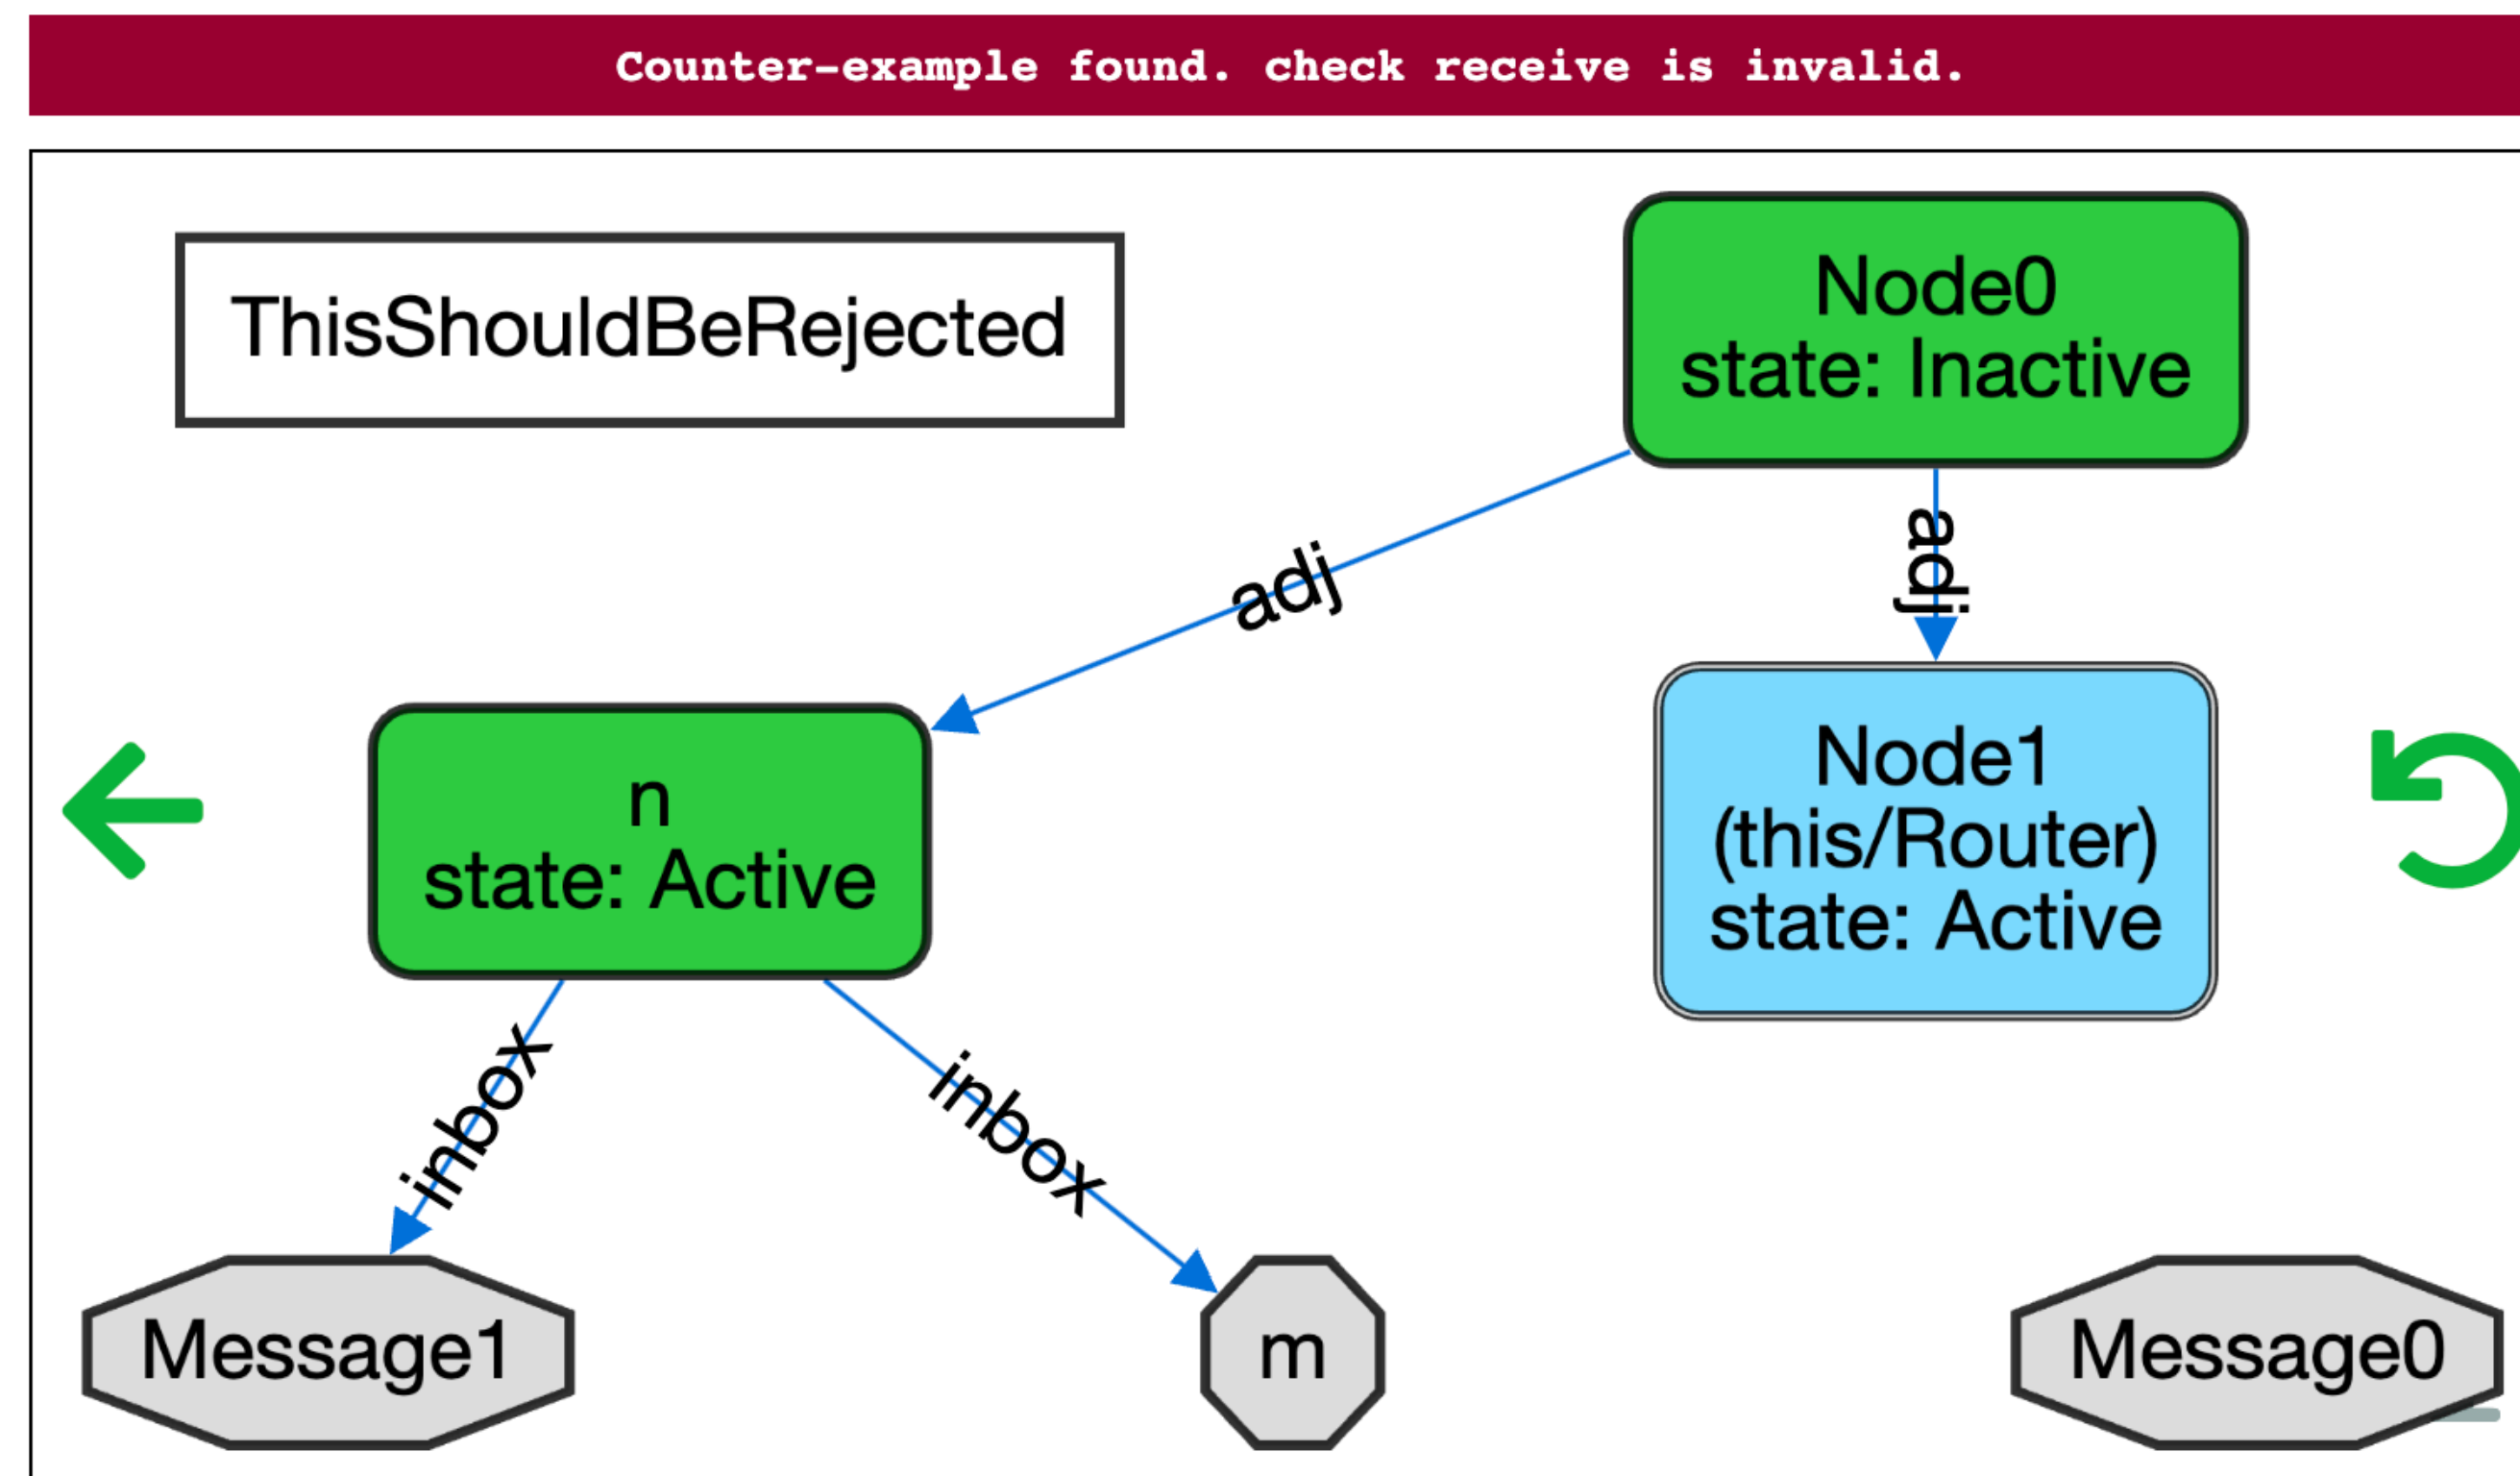 Counter-example found. check receive is invalid.
ThisShouldBeRejected
Node0
state: Inactive
adj
adj
n
state: Active
Node1
(this/Router)
state: Active
inbox
inbox
Message1
m
Message0